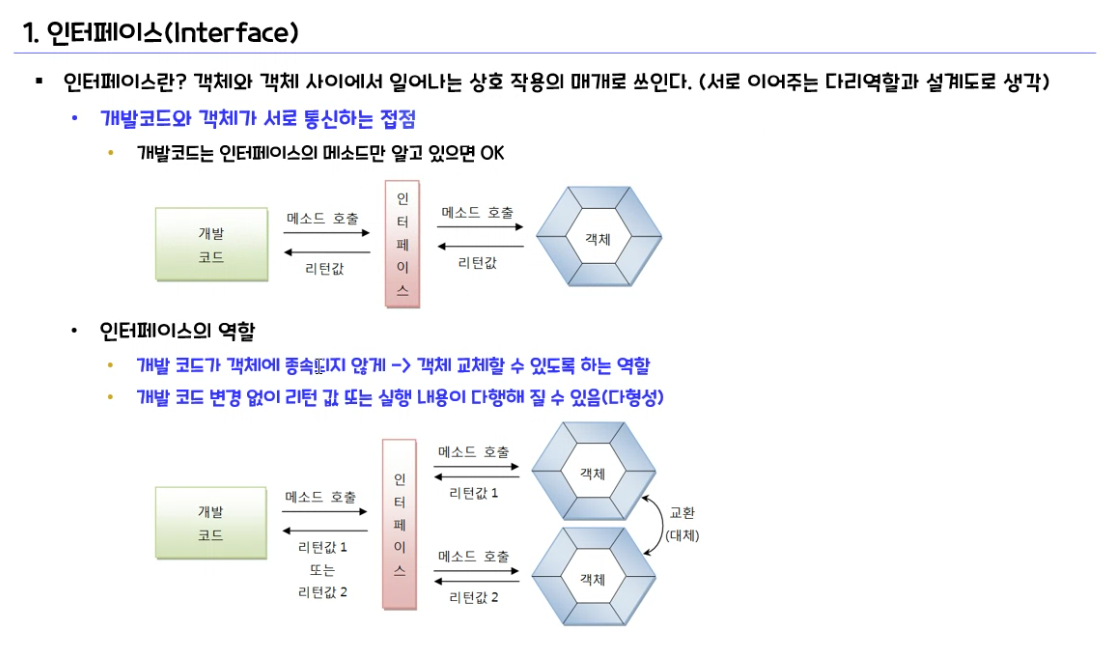 1. 인터페이스(Interface)
▪ 인터페이스란? 객체와 객체 사이에서 일어나는 상호 작용의 매개로 쓰인다. (서로 이어주는 다리역할과 설계도로 생각)
• 개발코드와 객체가 서로 통신하는 접점
• 개발코드는 인터페이스의 메소드만 알고 있으면 OK
개발
코드
메소드 호출
리턴값
인
터
페
이
스
메소드 호출
리턴값
객체
• 인터페이스의 역할
• 개발 코드가 객체에 종속되지 않게 -> 객체 교체할 수 있도록 하는 역할
• 개발 코드 변경 없이 리턴 값 또는 실행 내용이 다행해 질 수 있음(다형성)
개발
코드
메소드 호출
리턴값 1
또는
리턴값 2
인
터
페
이
스
메소드 호출
리턴값 1
객체
교환
(대체)
메소드 호출
리턴값 2
객체